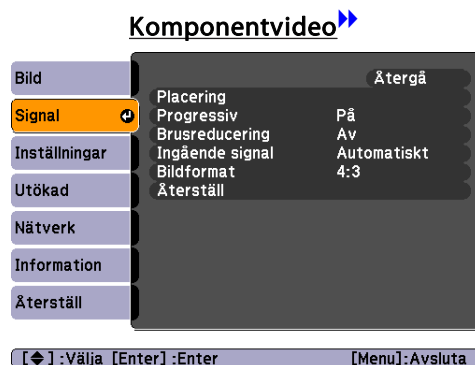 Komponentvideo
Bild
Signal
Inställningar
Utökad
Nätverk
Information
Återställ
Återgå
Placering
Progressiv På
Brusreducering Av
Ingående signal Automatiskt
Bildformat 4:3
Återställ
[◆] :Välja [Enter] :Enter [Menu]:Avsluta